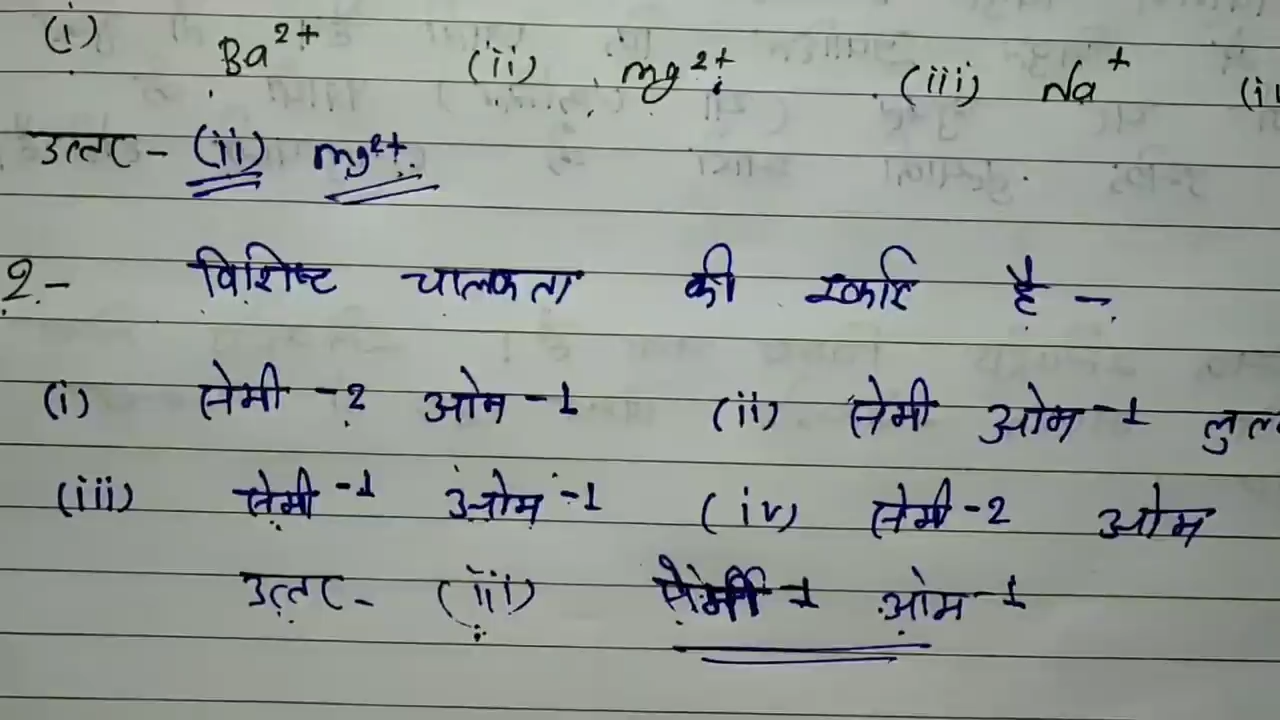 (i) Ba²⁺ (ii) mg²⁺ (iii) Na⁺
उत्तर - (ii) mg²⁺
2.- विशिष्ट चालकता की इकाई है -
(i) सेमी -2 ओम -1 (ii) सेमी ओम -1
(iii) सेमी -1 ओम -1 (iv) सेमी -2 ओम
उत्तर - (iii) सेमी -1 ओम -1